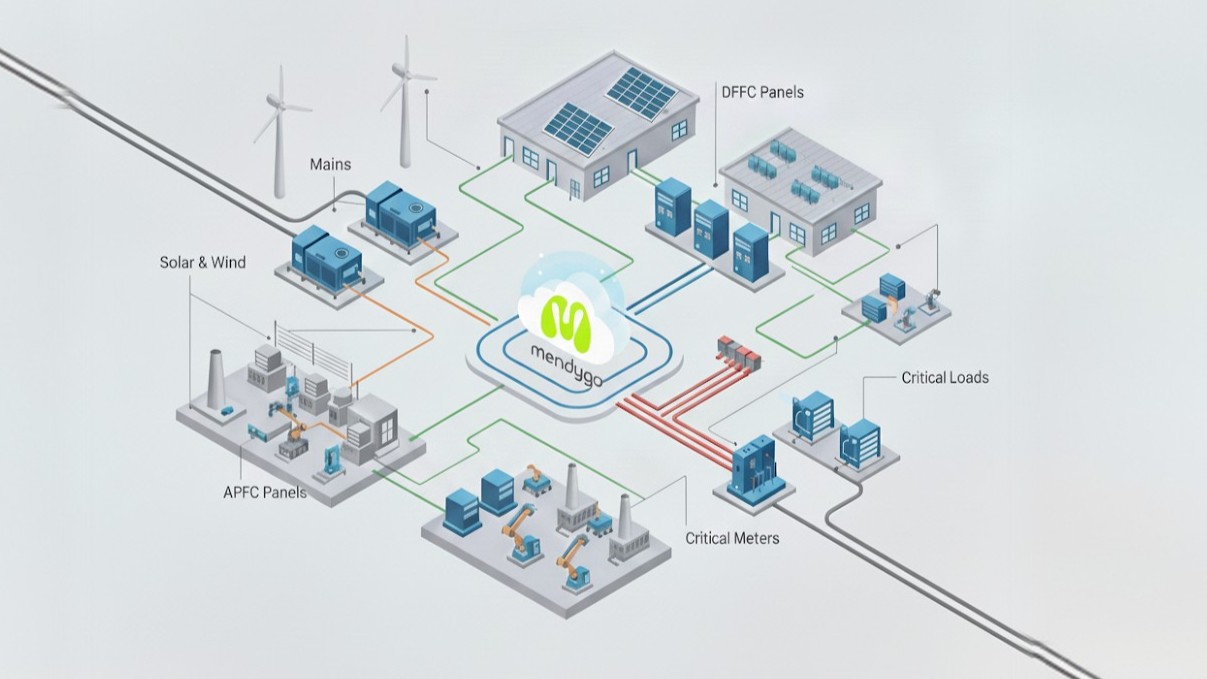 DFFC Panels
Mains
Solar & Wind
mendygo
Critical Loads
APFC Panels
Critical Meters